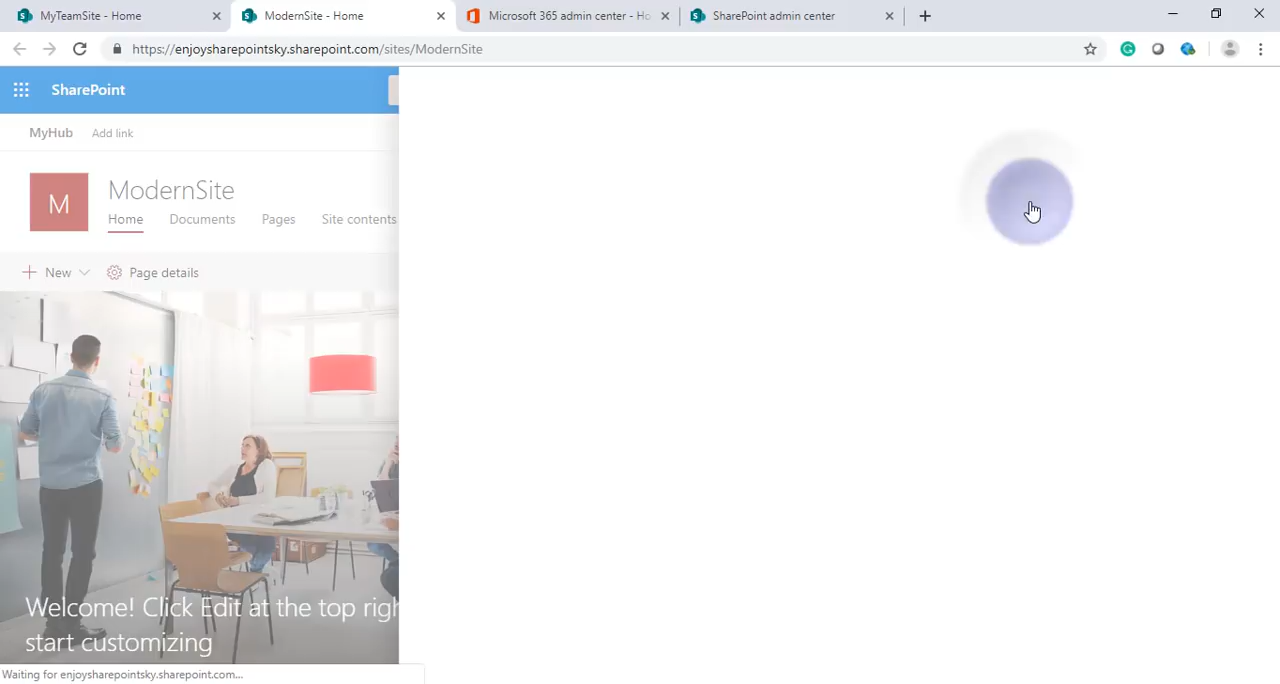 MyTeamSite - Home
ModernSite - Home
Microsoft 365 admin center - Ho
SharePoint admin center
https://enjoysharepointsky.sharepoint.com/sites/ModernSite
SharePoint
MyHub Add link
M
ModernSite
Home Documents Pages Site contents
New Page details
Welcome! Click Edit at the top righ
start customizing
Waiting for enjoysharepointsky.sharepoint.com...